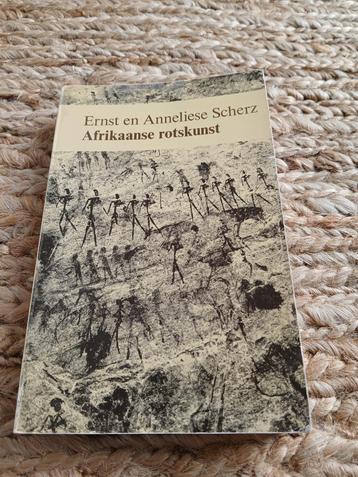 Ernst en Anneliese Scherz
Afrikaanse rotskunst